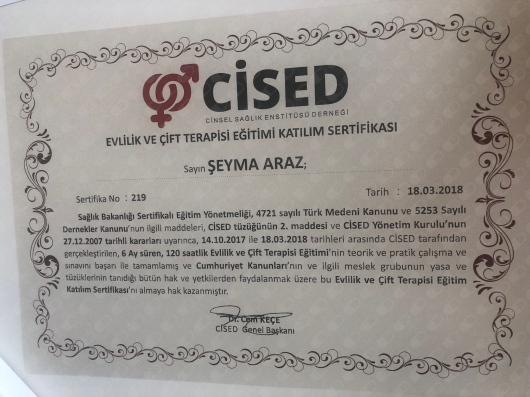 CİSED
CİNSEL SAĞLIK ENSTİTÜSÜ DERNEĞİ
EVLİLİK VE ÇİFT TERAPİSİ EĞİTİMİ KATILIM SERTİFİKASI
Sayın ŞEYMA ARAZ;
Sertifika No : 219
Tarih : 18.03.2018
Sağlık Bakanlığı Sertifikalı Eğitim Yönetmeliği, 4721 sayılı Türk Medeni Kanunu ve 5253 Sayılı
Dernekler Kanunu'nun ilgili maddeleri, CİSED tüzüğünün 2. maddesi ve CİSED Yönetim Kurulu'nun
27.12.2007 tarihli kararları uyarınca, 14.10.2017 ile 18.03.2018 tarihleri arasında CİSED tarafından
gerçekleştirilen, 6 Ay süren, 120 saatlik Evlilik ve Çift Terapisi Eğitimi'nin teorik ve pratik çalışma ve
sınavını başarı ile tamamlamış ve Cumhuriyet Kanunları'nın ve ilgili meslek grubunun yasa ve
tüzüklerinin tanıdığı bütün hak ve yetkilerden faydalanmak üzere bu Evlilik ve Çift Terapisi Eğitim
Katılım Sertifikası'nı almaya hak kazanmıştır.
Dr. Cem KEÇE
CİSED Genel Başkanı